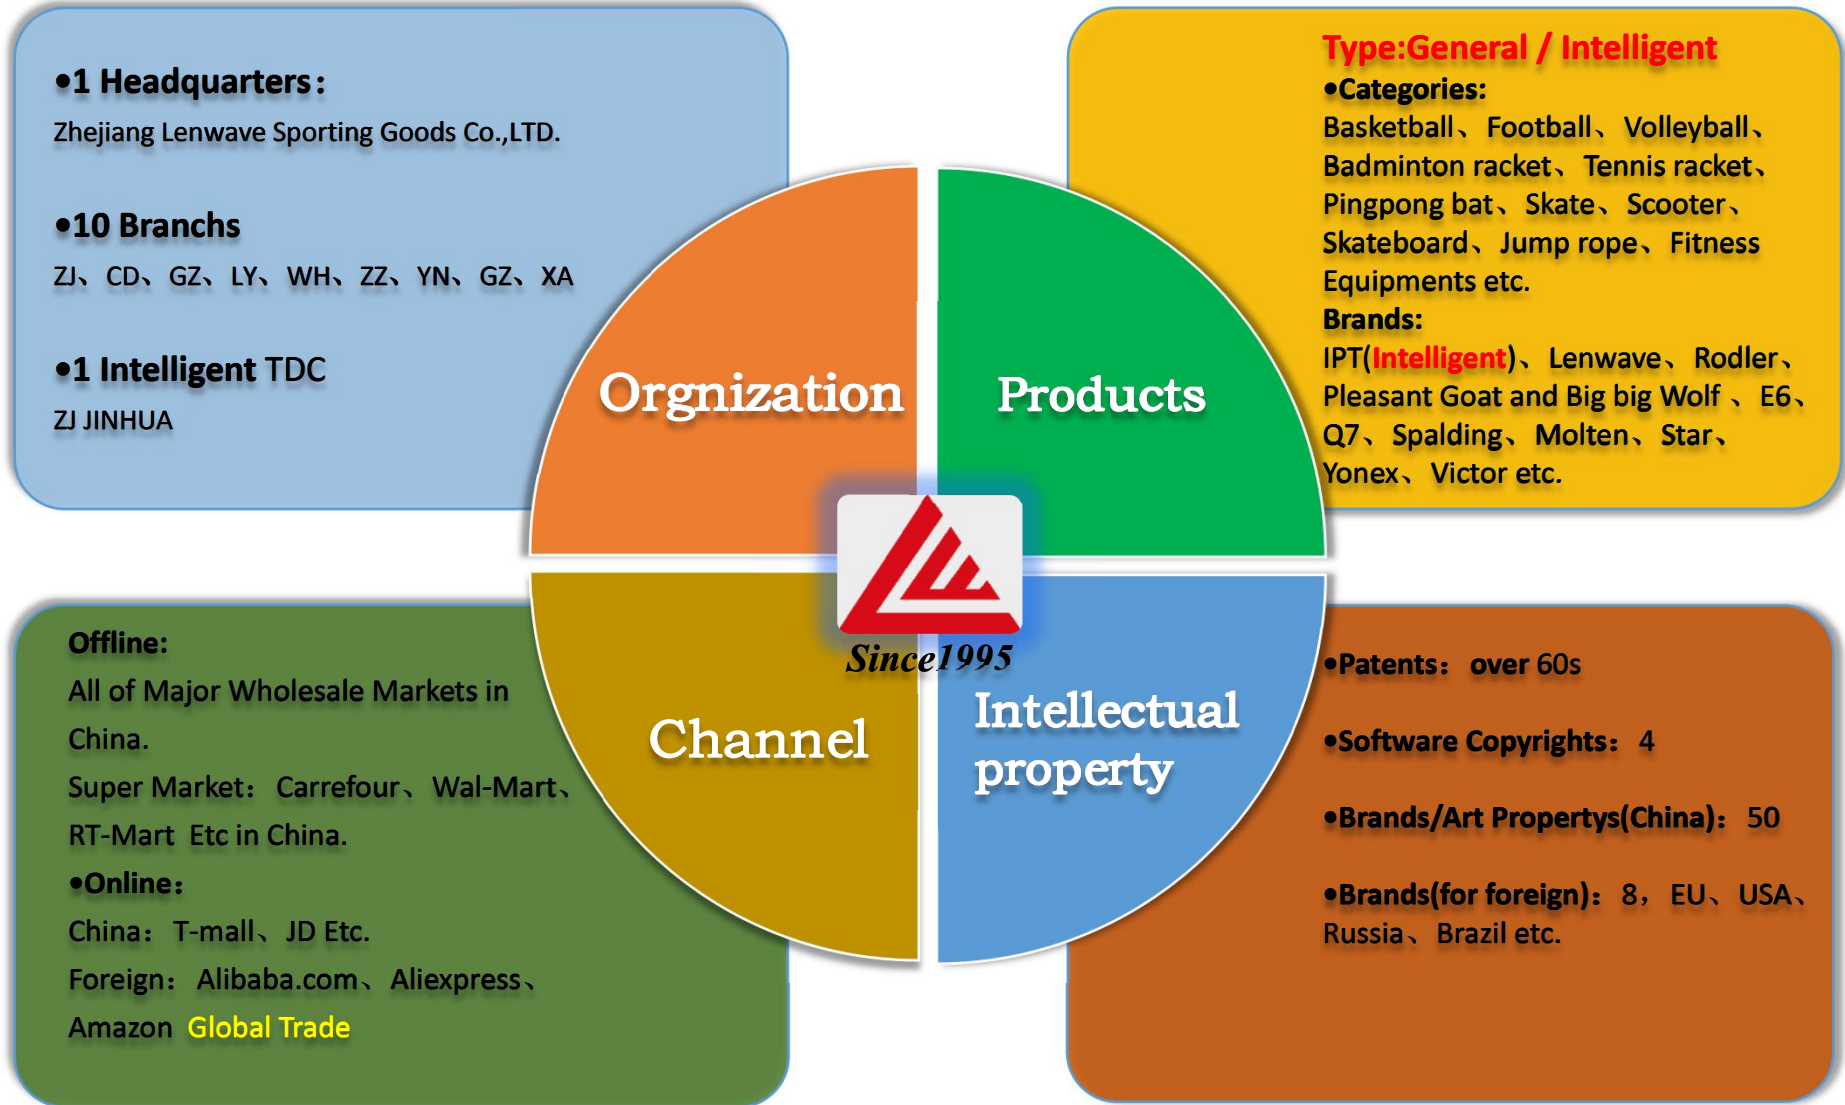 •1 Headquarters：
Zhejiang Lenwave Sporting Goods Co.,LTD.
•10 Branchs
ZJ、CD、GZ、LY、WH、ZZ、YN、GZ、XA
•1 Intelligent TDC
ZJ JINHUA
Orgnization
Products
Type:General / Intelligent
•Categories:
Basketball、Football、Volleyball、
Badminton racket、Tennis racket、
Pingpong bat、Skate、Scooter、
Skateboard、Jump rope、Fitness
Equipments etc.
Brands:
IPT(Intelligent)、Lenwave、Rodler、
Pleasant Goat and Big big Wolf 、E6、
Q7、Spalding、Molten、Star、
Yonex、Victor etc.
Since1995
Offline:
All of Major Wholesale Markets in
China.
Super Market：Carrefour、Wal-Mart、
RT-Mart Etc in China.
•Online：
China：T-mall、JD Etc.
Foreign：Alibaba.com、Aliexpress、
Amazon Global Trade
Channel
Intellectual
property
•Patents：over 60s
•Software Copyrights：4
•Brands/Art Propertys(China)：50
•Brands(for foreign)：8，EU、USA、
Russia、Brazil etc.